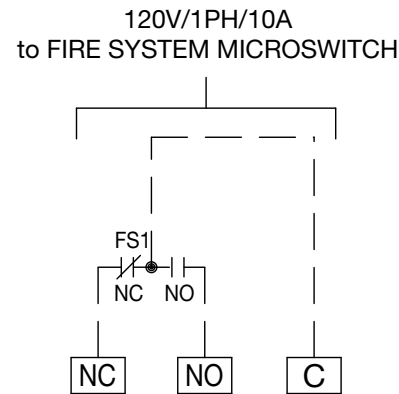 120V/1PH/10A
to FIRE SYSTEM MICROSWITCH
FS1
NC NO
NC NO C